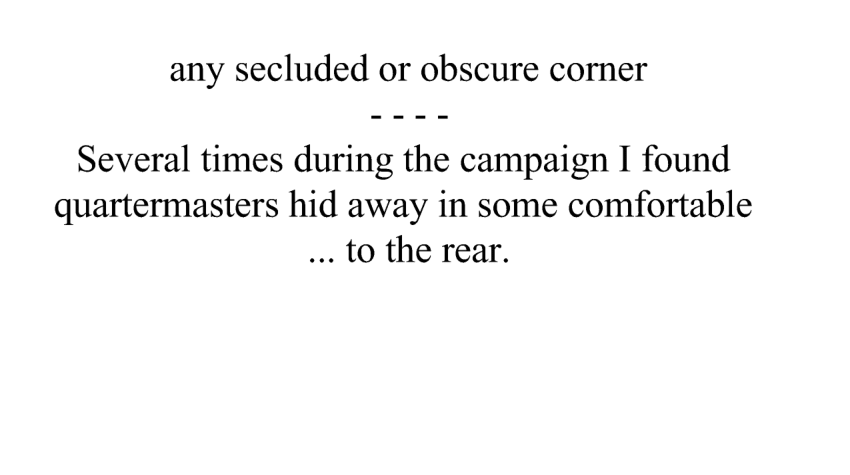 any secluded or obscure corner
- - - -
Several times during the campaign I found
quartermasters hid away in some comfortable
... to the rear.